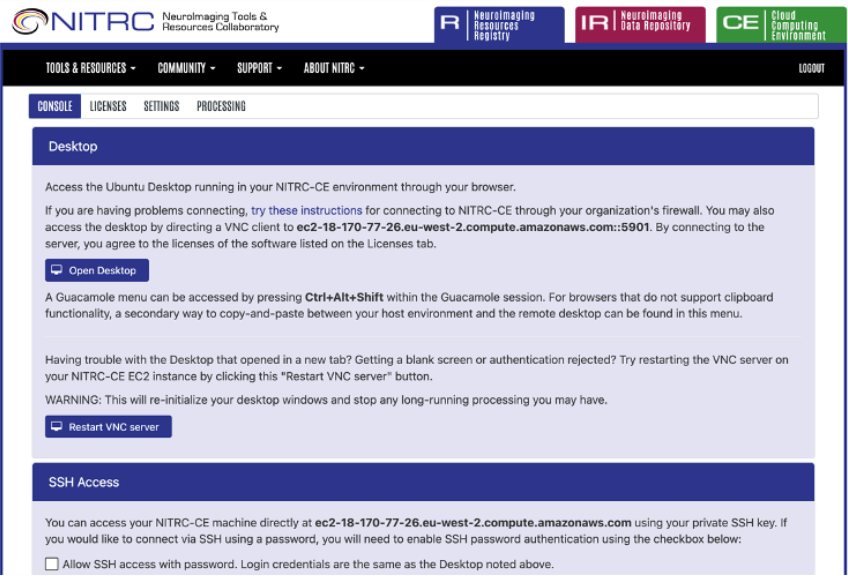 NITRC NeuroImaging Tools &
Resources Collaboratory
R NeuroImaging
Resources
Registry
IR NeuroImaging
Data Repository
CE Cloud
Computing
Environment
TOOLS & RESOURCES COMMUNITY SUPPORT ABOUT NITRC LOGOUT
CONSOLE LICENSES SETTINGS PROCESSING
Desktop
Access the Ubuntu Desktop running in your NITRC-CE environment through your browser.
If you are having problems connecting, try these instructions for connecting to NITRC-CE through your organization's firewall. You may also
access the desktop by directing a VNC client to ec2-18-170-77-26.eu-west-2.compute.amazonaws.com::5901. By connecting to the
server, you agree to the licenses of the software listed on the Licenses tab.
Open Desktop
A Guacamole menu can be accessed by pressing Ctrl+Alt+Shift within the Guacamole session. For browsers that do not support clipboard
functionality, a secondary way to copy-and-paste between your host environment and the remote desktop can be found in this menu.
Having trouble with the Desktop that opened in a new tab? Getting a blank screen or authentication rejected? Try restarting the VNC server on
your NITRC-CE EC2 instance by clicking this "Restart VNC server" button.
WARNING: This will re-initialize your desktop windows and stop any long-running processing you may have.
Restart VNC server
SSH Access
You can access your NITRC-CE machine directly at ec2-18-170-77-26.eu-west-2.compute.amazonaws.com using your private SSH key. If
you would like to connect via SSH using a password, you will need to enable SSH password authentication using the checkbox below:
Allow SSH access with password. Login credentials are the same as the Desktop noted above.